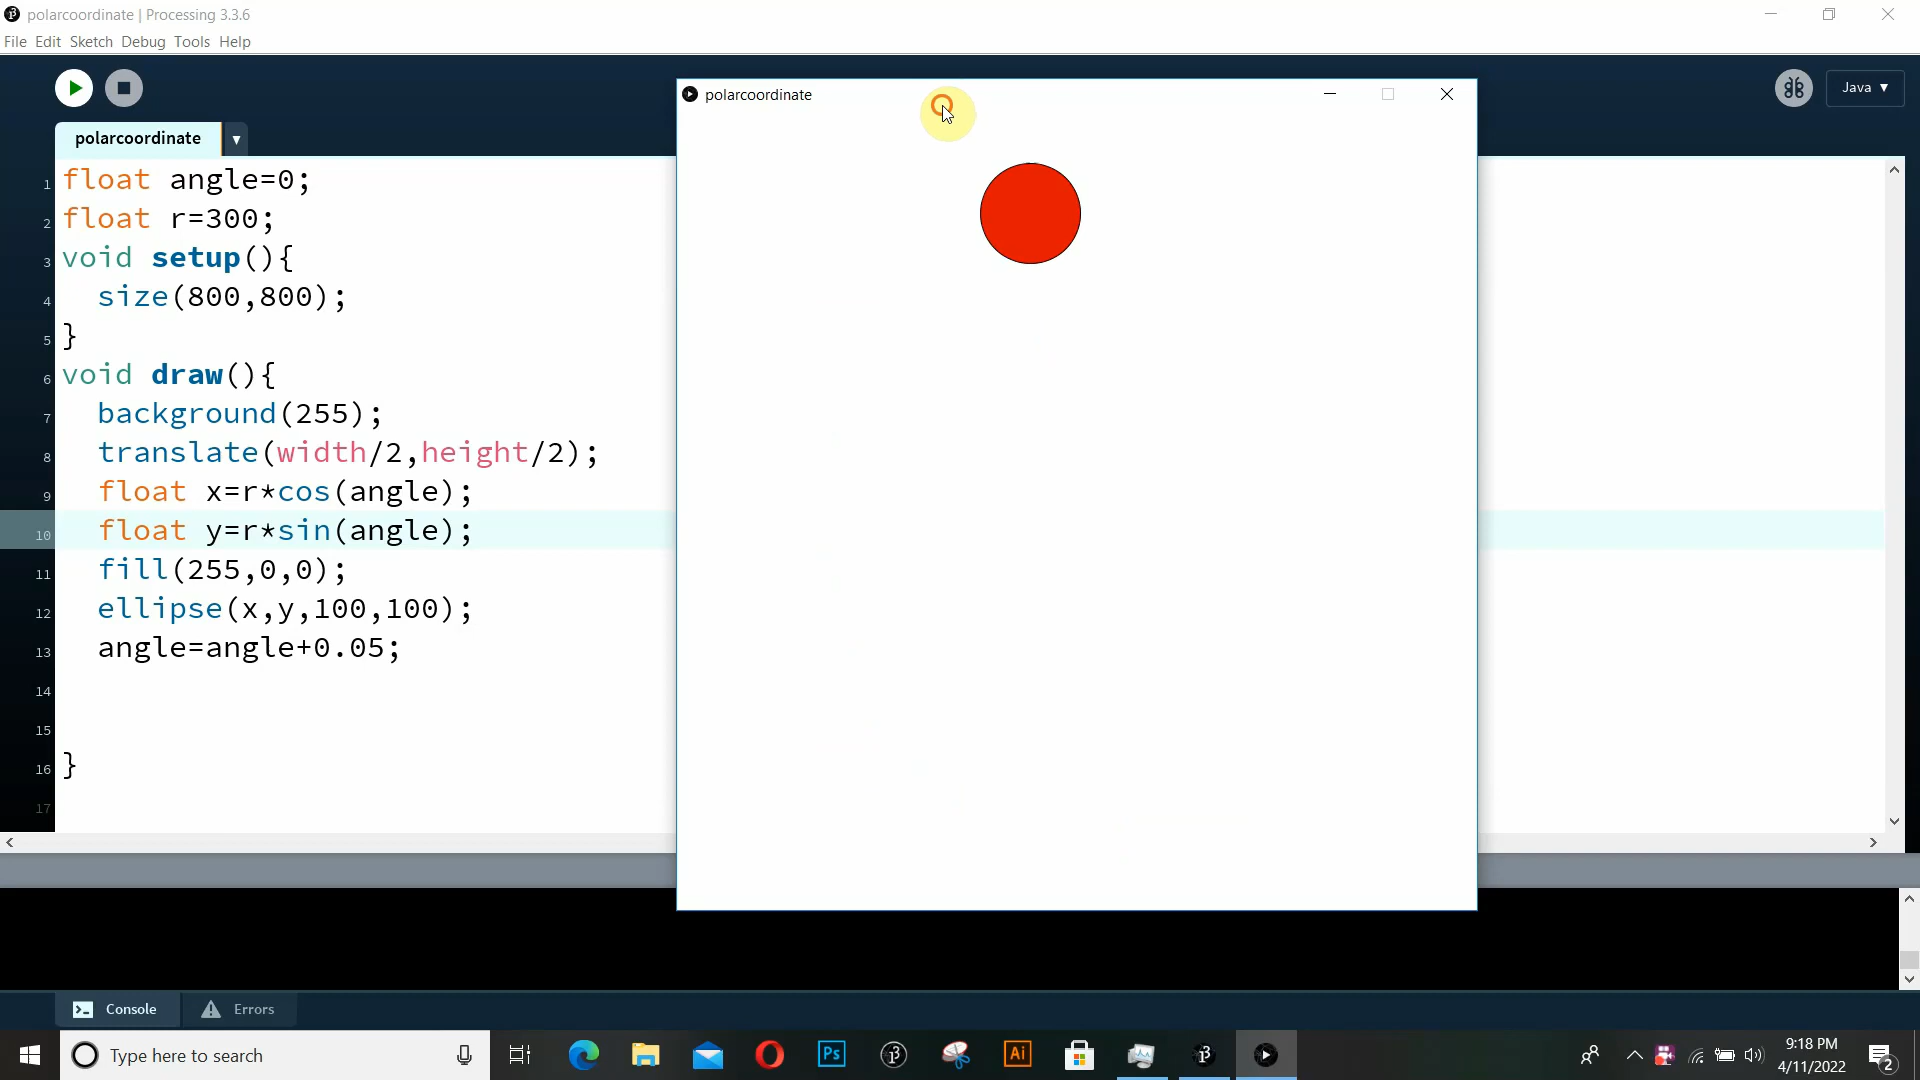 polarcoordinate | Processing 3.3.6
File Edit Sketch Debug Tools Help
Java ▼
polarcoordinate ▼
1 float angle=0;
2 float r=300;
3 void setup(){
4 size(800,800);
5 }
6 void draw(){
7 background(255);
8 translate(width/2,height/2);
9 float x=r*cos(angle);
10 float y=r*sin(angle);
11 fill(255,0,0);
12 ellipse(x,y,100,100);
13 angle=angle+0.05;
14
15
16 }
17
polarcoordinate
Console Errors
Type here to search
Ps
Ai
9:18 PM
4/11/2022
2